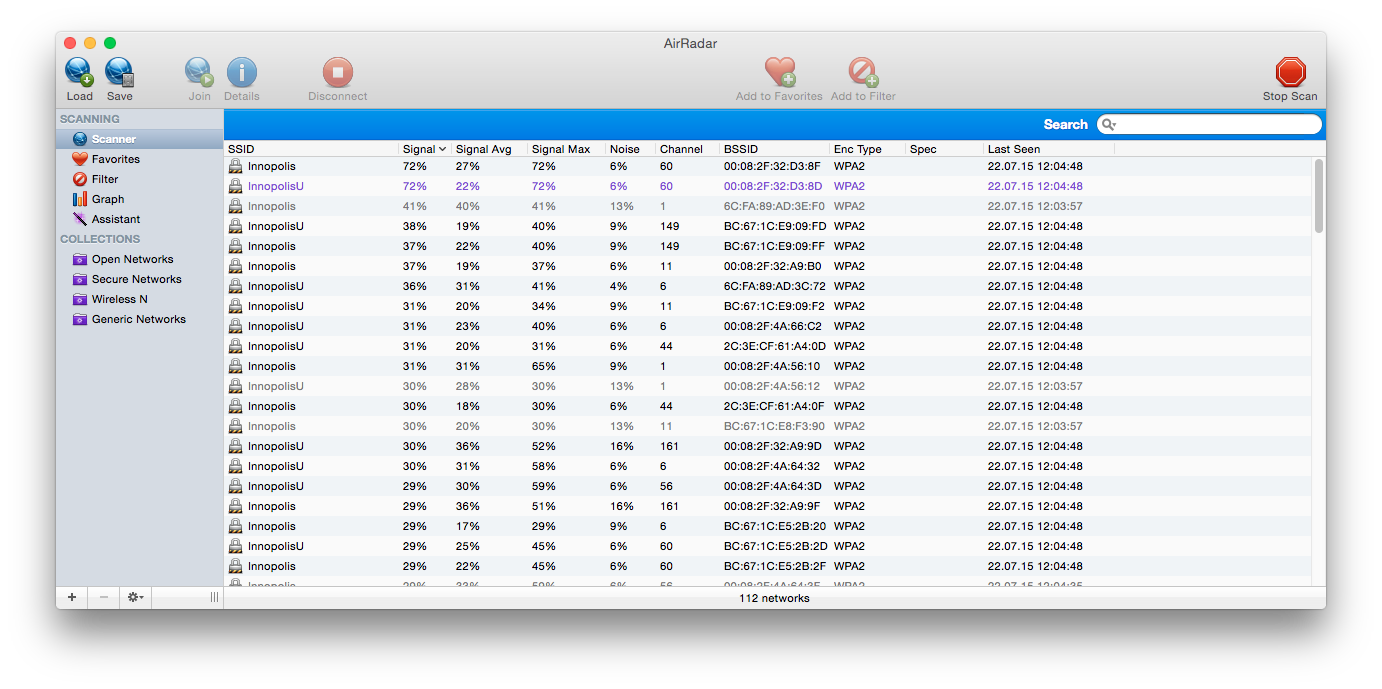 AirRadar
Load Save Join Details Disconnect Add to Favorites Add to Filter Stop Scan
SCANNING
Scanner
Favorites
Filter
Graph
Assistant
COLLECTIONS
Open Networks
Secure Networks
Wireless N
Generic Networks
Search
SSID Signal Signal Avg Signal Max Noise Channel BSSID Enc Type Spec Last Seen
Innopolis 72% 27% 72% 6% 60 00:08:2F:32:D3:8F WPA2 22.07.15 12:04:48
InnopolisU 72% 22% 72% 6% 60 00:08:2F:32:D3:8D WPA2 22.07.15 12:04:48
Innopolis 41% 40% 41% 13% 1 6C:FA:89:AD:3E:F0 WPA2 22.07.15 12:03:57
InnopolisU 38% 19% 40% 9% 149 BC:67:1C:E9:09:FD WPA2 22.07.15 12:04:48
Innopolis 37% 22% 40% 9% 149 BC:67:1C:E9:09:FF WPA2 22.07.15 12:04:48
Innopolis 37% 19% 37% 6% 11 00:08:2F:32:A9:B0 WPA2 22.07.15 12:04:48
InnopolisU 36% 31% 41% 4% 6 6C:FA:89:AD:3C:72 WPA2 22.07.15 12:04:48
InnopolisU 31% 20% 34% 9% 11 BC:67:1C:E9:09:F2 WPA2 22.07.15 12:04:48
InnopolisU 31% 23% 40% 6% 6 00:08:2F:4A:66:C2 WPA2 22.07.15 12:04:48
InnopolisU 31% 20% 31% 6% 44 2C:3E:CF:61:A4:0D WPA2 22.07.15 12:04:48
Innopolis 31% 31% 65% 9% 1 00:08:2F:4A:56:10 WPA2 22.07.15 12:04:48
InnopolisU 30% 28% 30% 13% 1 00:08:2F:4A:56:12 WPA2 22.07.15 12:03:57
Innopolis 30% 18% 30% 6% 44 2C:3E:CF:61:A4:0F WPA2 22.07.15 12:04:48
Innopolis 30% 20% 30% 13% 11 BC:67:1C:E8:F3:90 WPA2 22.07.15 12:03:57
InnopolisU 30% 36% 52% 16% 161 00:08:2F:32:A9:9D WPA2 22.07.15 12:04:48
InnopolisU 30% 31% 58% 6% 6 00:08:2F:4A:64:32 WPA2 22.07.15 12:04:48
InnopolisU 29% 30% 59% 6% 56 00:08:2F:4A:64:3D WPA2 22.07.15 12:04:48
Innopolis 29% 36% 51% 16% 161 00:08:2F:32:A9:9F WPA2 22.07.15 12:04:48
Innopolis 29% 17% 29% 9% 6 BC:67:1C:E5:2B:20 WPA2 22.07.15 12:04:48
InnopolisU 29% 25% 45% 6% 60 BC:67:1C:E5:2B:2D WPA2 22.07.15 12:04:48
Innopolis 29% 22% 45% 6% 60 BC:67:1C:E5:2B:2F WPA2 22.07.15 12:04:48
112 networks